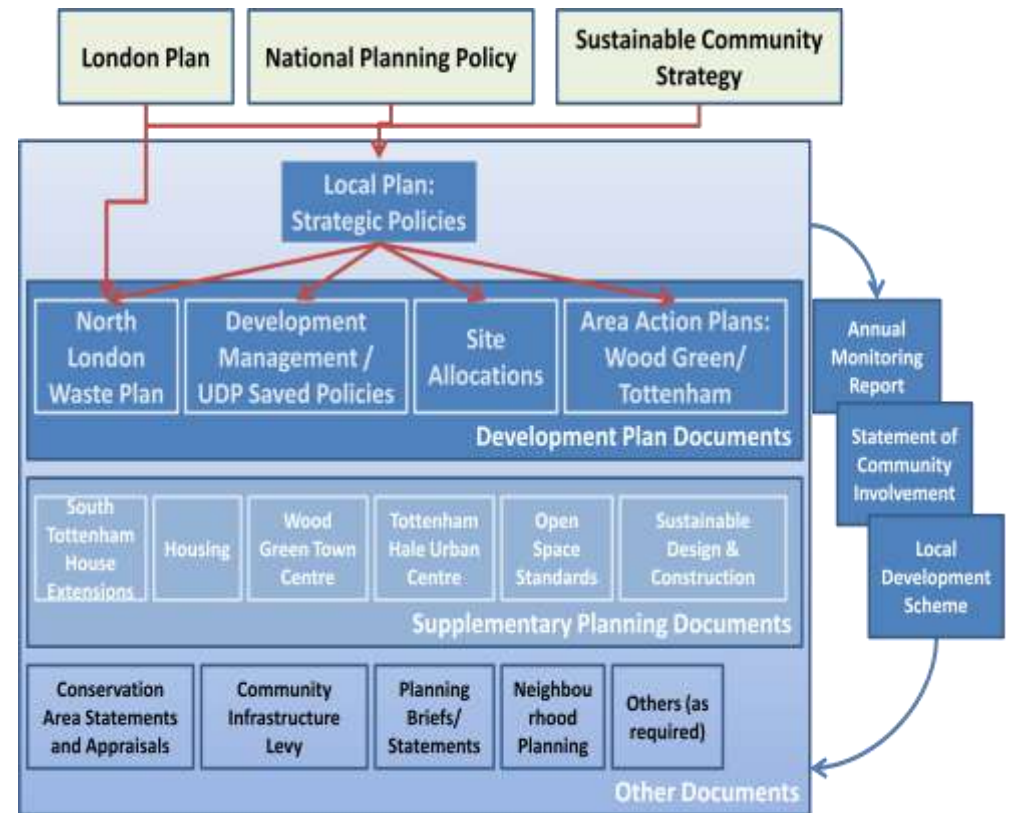 London Plan
National Planning Policy
Sustainable Community
Strategy
Local Plan:
Strategic Policies
North
London
Waste Plan
Development
Management /
UDP Saved Policies
Site
Allocations
Area Action Plans:
Wood Green/
Tottenham
Development Plan Documents
South
Tottenham
House
Extensions
Housing
Wood
Green Town
Centre
Tottenham
Hale Urban
Centre
Open
Space
Standards
Sustainable
Design &
Construction
Supplementary Planning Documents
Conservation
Area Statements
and Appraisals
Community
Infrastructure
Levy
Planning
Briefs/
Statements
Neighbou
rhood
Planning
Others (as
required)
Other Documents
Annual
Monitoring
Report
Statement of
Community
Involvement
Local
Development
Scheme